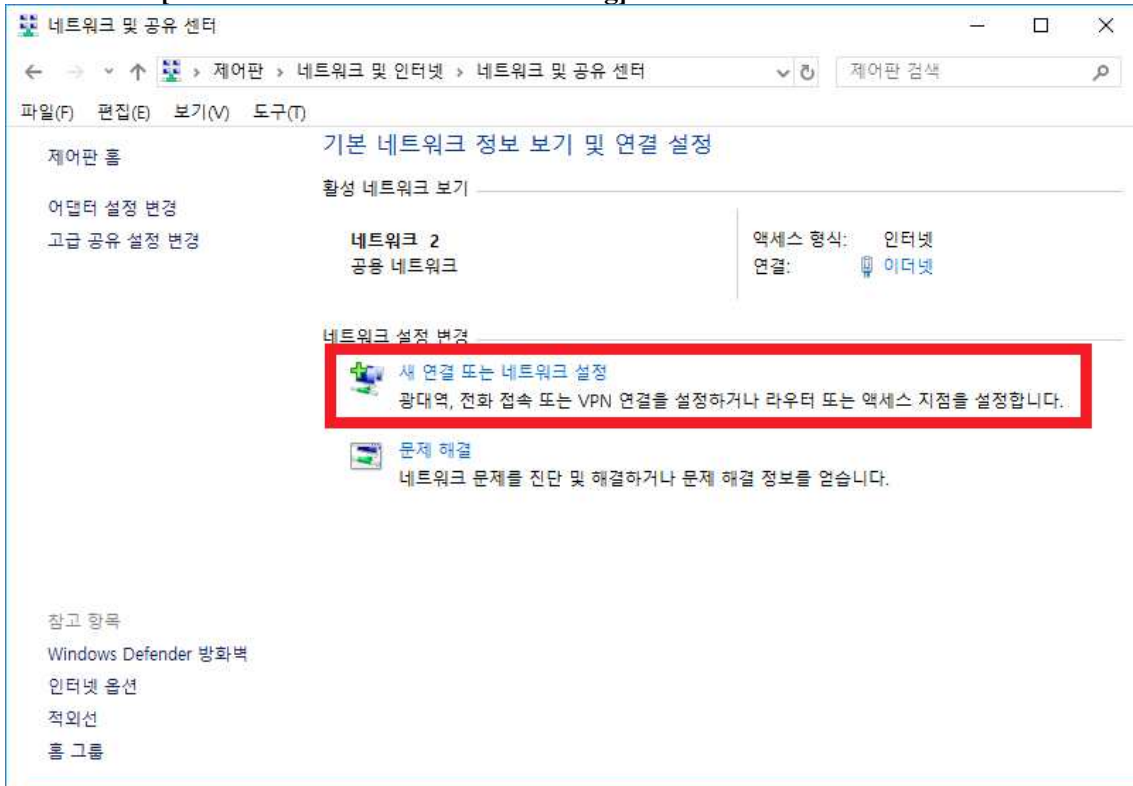 네트워크 및 공유 센터
제어판 › 네트워크 및 인터넷 › 네트워크 및 공유 센터
제어판 검색
파일(F) 편집(E) 보기(V) 도구(T)
제어판 홈
어댑터 설정 변경
고급 공유 설정 변경
기본 네트워크 정보 보기 및 연결 설정
활성 네트워크 보기
네트워크 2
공용 네트워크
액세스 형식: 인터넷
연결: 이더넷
네트워크 설정 변경
새 연결 또는 네트워크 설정
광대역, 전화 접속 또는 VPN 연결을 설정하거나 라우터 또는 액세스 지점을 설정합니다.
문제 해결
네트워크 문제를 진단 및 해결하거나 문제 해결 정보를 얻습니다.
참고 항목
Windows Defender 방화벽
인터넷 옵션
적외선
홈 그룹